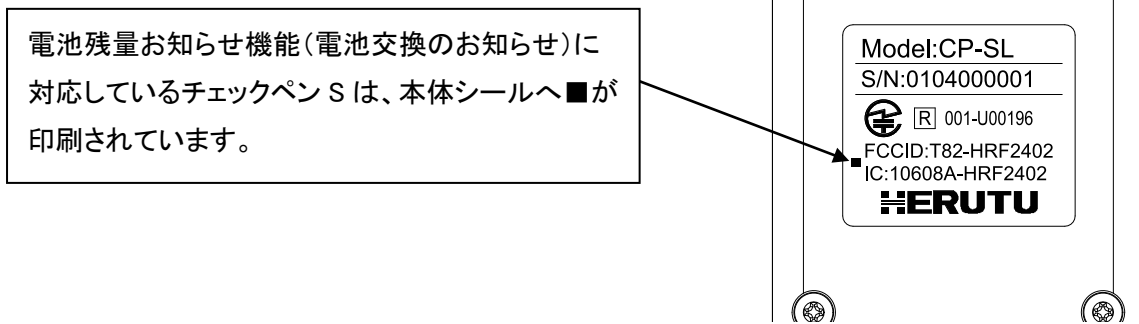 電池残量お知らせ機能（電池交換のお知らせ）に
対応しているチェックペン S は、本体シールへ■が
印刷されています。
Model:CP-SL
S/N:0104000001
R 001-U00196
FCCID:T82-HRF2402
IC:10608A-HRF2402
HERUTU